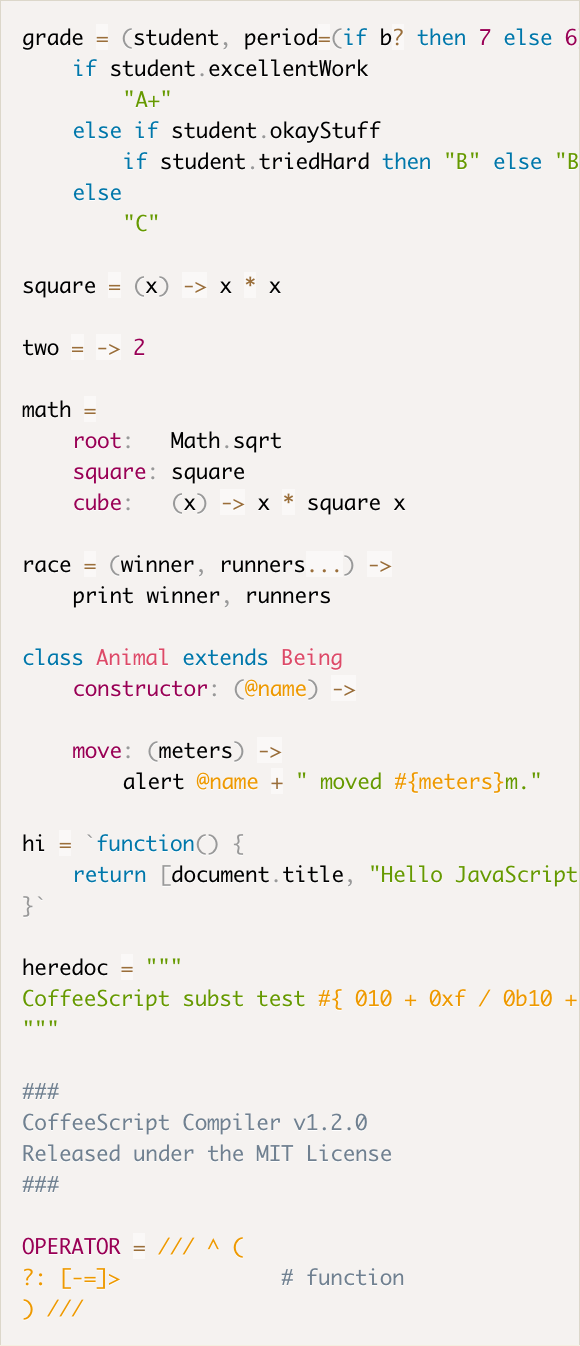 grade = (student, period=(if b? then 7 else 6
    if student.excellentWork
        "A+"
    else if student.okayStuff
        if student.triedHard then "B" else "B
    else
        "C"

square = (x) -> x * x

two = -> 2

math =
    root:   Math.sqrt
    square: square
    cube:   (x) -> x * square x

race = (winner, runners...) ->
    print winner, runners

class Animal extends Being
    constructor: (@name) ->

    move: (meters) ->
        alert @name + " moved #{meters}m."

hi = `function() {
    return [document.title, "Hello JavaScript
}`

heredoc = """
CoffeeScript subst test #{ 010 + 0xf / 0b10 +
"""

###
CoffeeScript Compiler v1.2.0
Released under the MIT License
###

OPERATOR = /// ^ (
?: [-=]>             # function
) ///